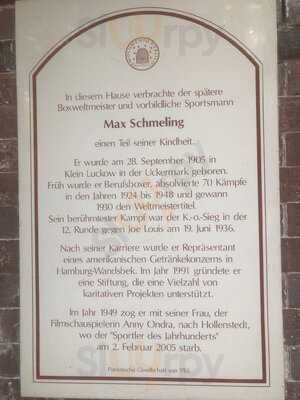 In diesem Hause verbrachte der spätere
Boxweltmeister und vorbildliche Sportsmann
Max Schmeling
einen Teil seiner Kindheit.
Er wurde am 28. September 1905 in
Klein Luckow in der Uckermark geboren.
Früh wurde er Berufsboxer, absolvierte 70 Kämpfe
in den Jahren 1924 bis 1948 und gewann
1930 den Weltmeistertitel.
Sein berühmtester Kampf war der K.-o.-Sieg in der
12. Runde gegen Joe Louis am 19. Juni 1936.
Nach seiner Karriere wurde er Repräsentant
eines amerikanischen Getränkekonzerns in
Hamburg-Wandsbek. Im Jahr 1991 gründete er
eine Stiftung, die eine Vielzahl von
karitativen Projekten unterstützt.
Im Jahr 1949 zog er mit seiner Frau, der
Filmschauspielerin Anny Ondra, nach Hollenstedt,
wo der "Sportler des Jahrhunderts"
am 2. Februar 2005 starb.
Patriotische Gesellschaft von 1765